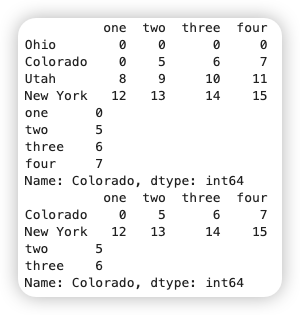 one  two  three  four
Ohio        0    0      0     0
Colorado    0    5      6     7
Utah        8    9     10    11
New York   12   13     14    15
one      0
two      5
three    6
four     7
Name: Colorado, dtype: int64
          one  two  three  four
Colorado    0    5      6     7
New York   12   13     14    15
two      5
three    6
Name: Colorado, dtype: int64